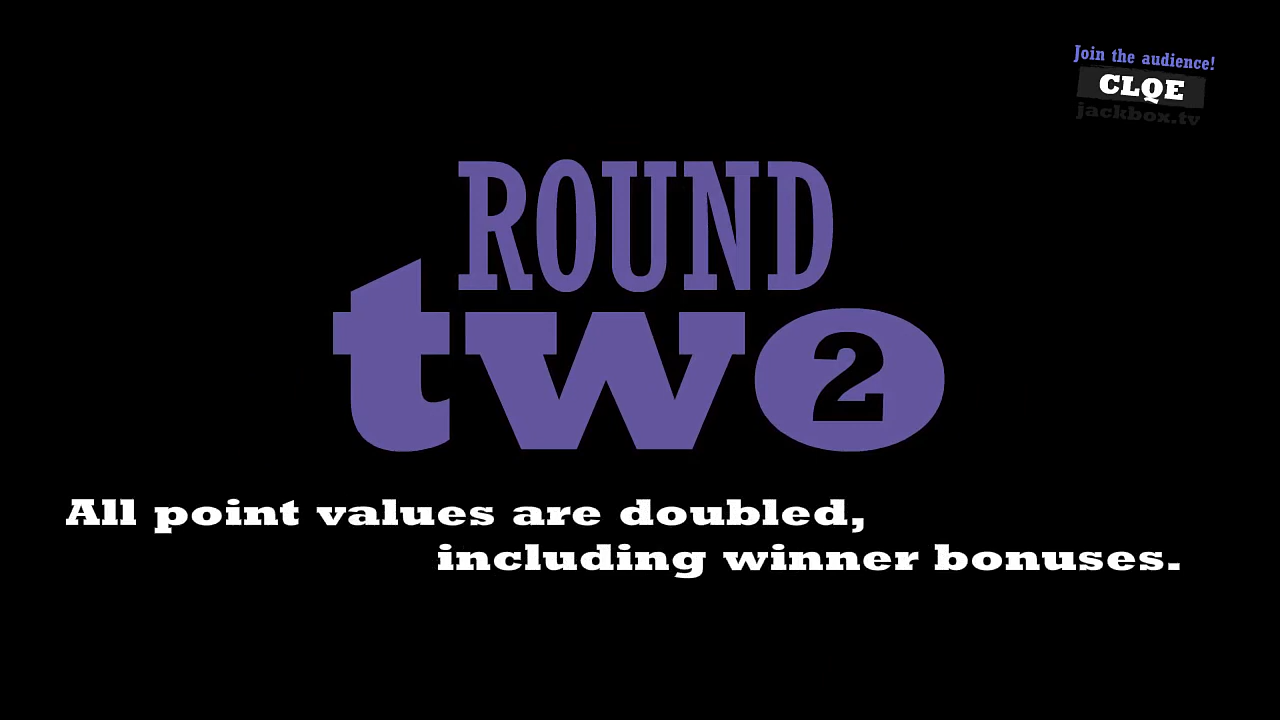 Join the audience!
CLQE
jackbox.tv
ROUND
two
2
All point values are doubled,
including winner bonuses.